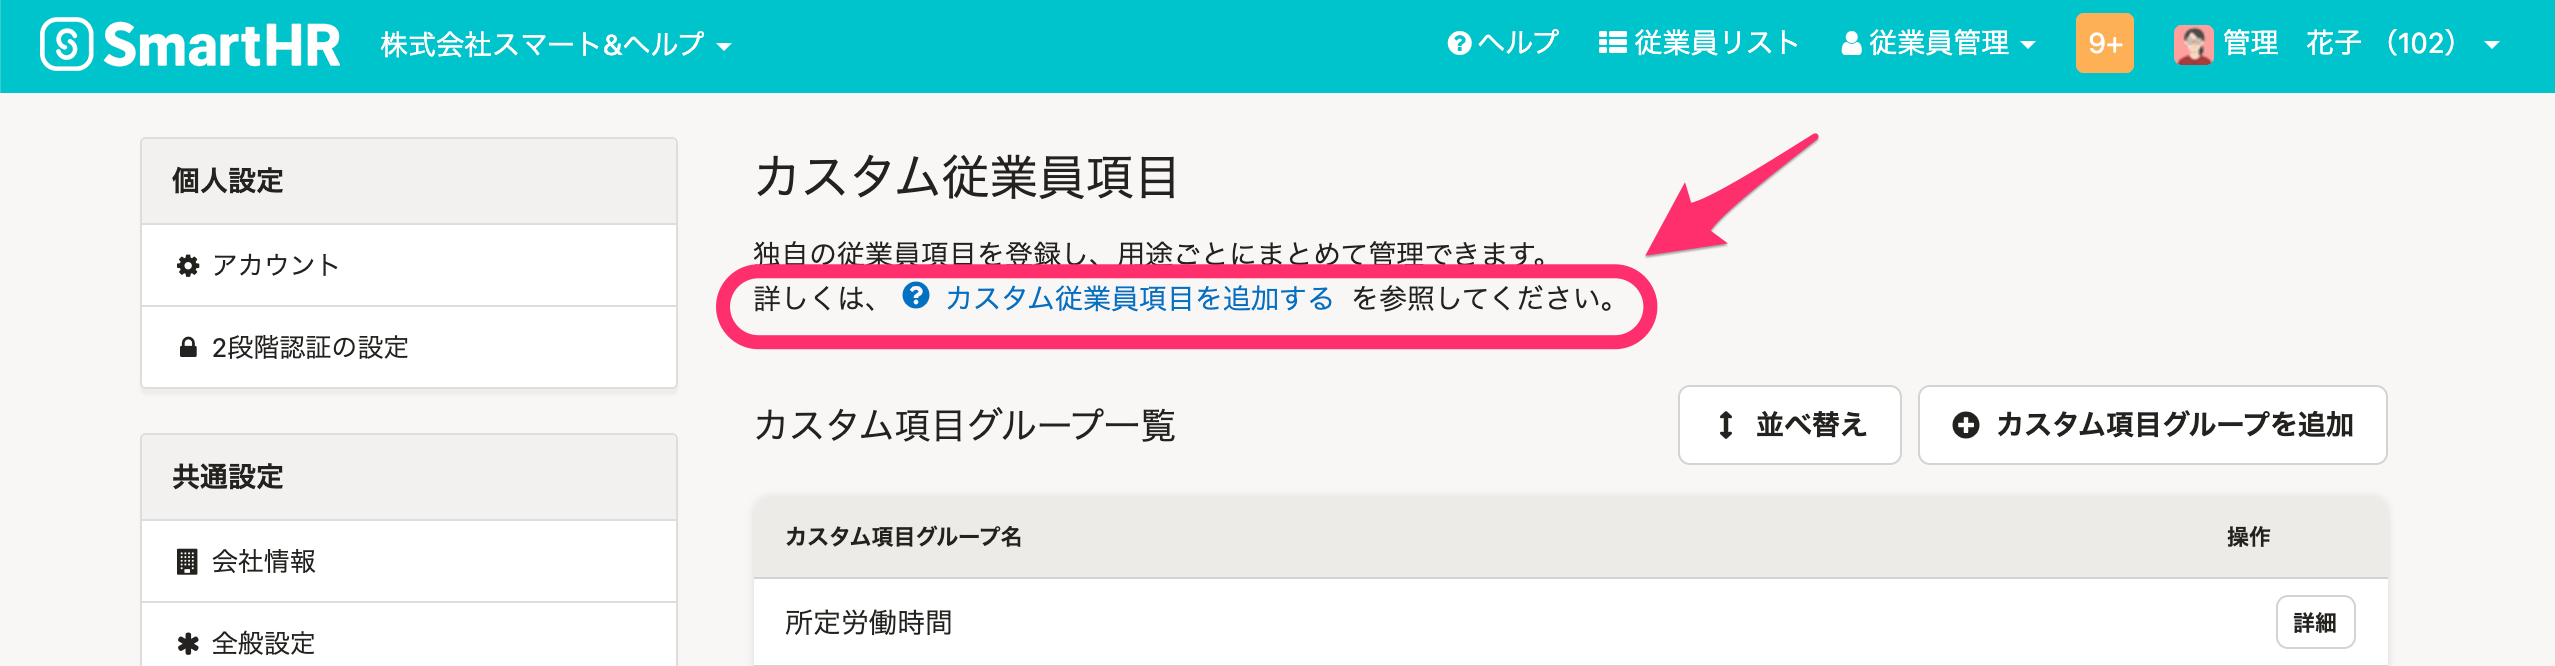 SmartHR 株式会社スマート&ヘルプ ヘルプ 従業員リスト 従業員管理 9+ 管理 花子 (102)
個人設定
アカウント
2段階認証の設定
共通設定
会社情報
全般設定
カスタム従業員項目
独自の従業員項目を登録し、用途ごとにまとめて管理できます。
詳しくは、 カスタム従業員項目を追加する を参照してください。
カスタム項目グループ一覧 並べ替え カスタム項目グループを追加
カスタム項目グループ名 操作
所定労働時間 詳細